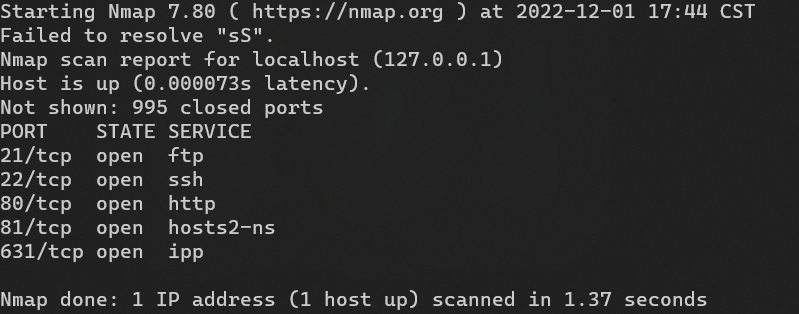 Starting Nmap 7.80 ( https://nmap.org ) at 2022-12-01 17:44 CST
Failed to resolve "sS".
Nmap scan report for localhost (127.0.0.1)
Host is up (0.000073s latency).
Not shown: 995 closed ports
PORT    STATE SERVICE
21/tcp  open  ftp
22/tcp  open  ssh
80/tcp  open  http
81/tcp  open  hosts2-ns
631/tcp open  ipp
Nmap done: 1 IP address (1 host up) scanned in 1.37 seconds